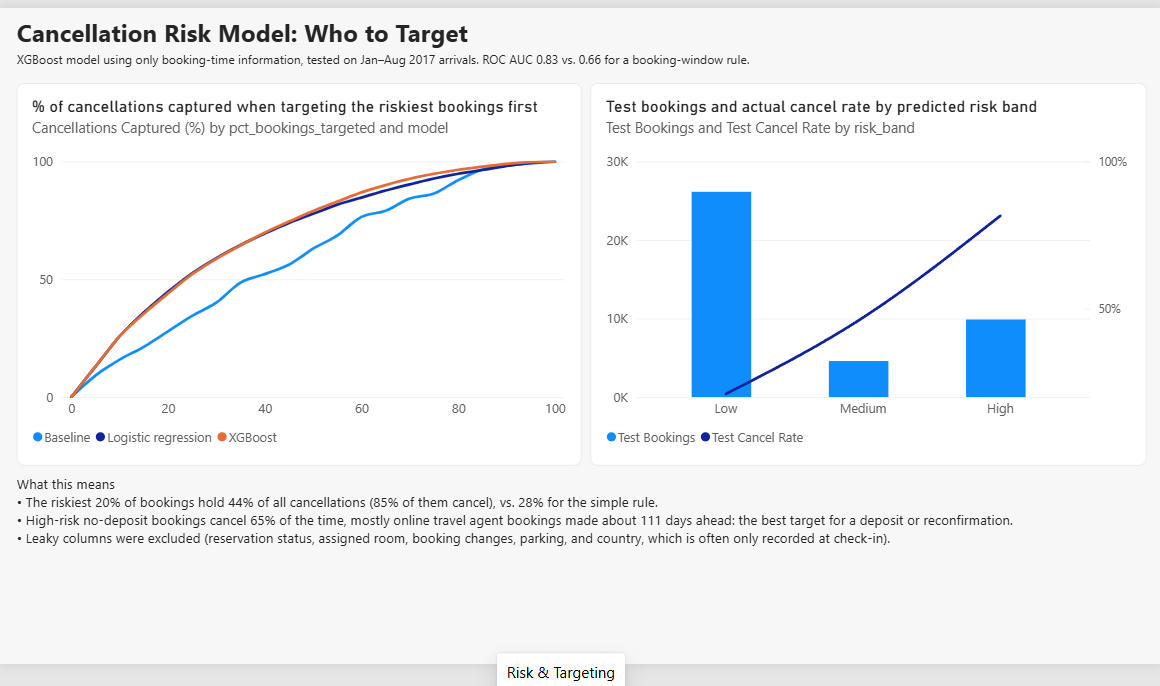 Cancellation Risk Model: Who to Target
XGBoost model using only booking-time information, tested on Jan–Aug 2017 arrivals. ROC AUC 0.83 vs. 0.66 for a booking-window rule.
% of cancellations captured when targeting the riskiest bookings first
Cancellations Captured (%) by pct_bookings_targeted and model
100
50
0
0 20 40 60 80 100
Baseline Logistic regression XGBoost
Test bookings and actual cancel rate by predicted risk band
Test Bookings and Test Cancel Rate by risk_band
30K
20K
10K
0K
100%
50%
Low Medium High
Test Bookings Test Cancel Rate
What this means
• The riskiest 20% of bookings hold 44% of all cancellations (85% of them cancel), vs. 28% for the simple rule.
• High-risk no-deposit bookings cancel 65% of the time, mostly online travel agent bookings made about 111 days ahead: the best target for a deposit or reconfirmation.
• Leaky columns were excluded (reservation status, assigned room, booking changes, parking, and country, which is often only recorded at check-in).
Risk & Targeting